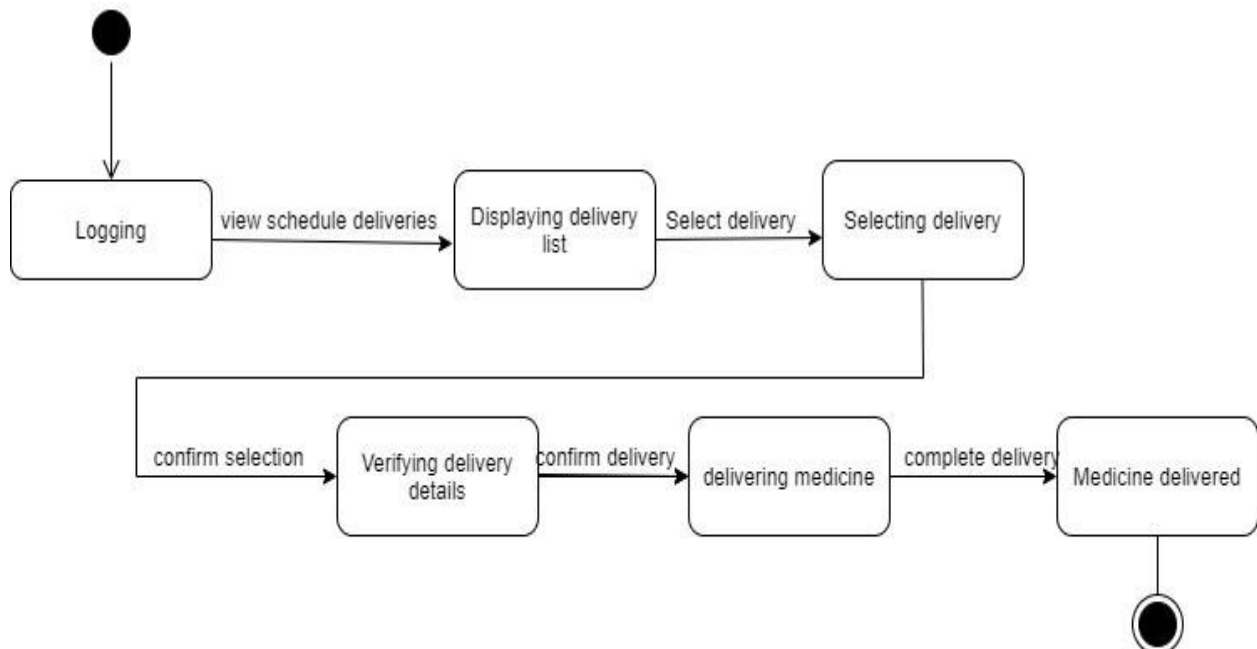 Logging
view schedule deliveries
Displaying delivery
list
Select delivery
Selecting delivery
confirm selection
Verifying delivery
details
confirm delivery
delivering medicine
complete delivery
Medicine delivered